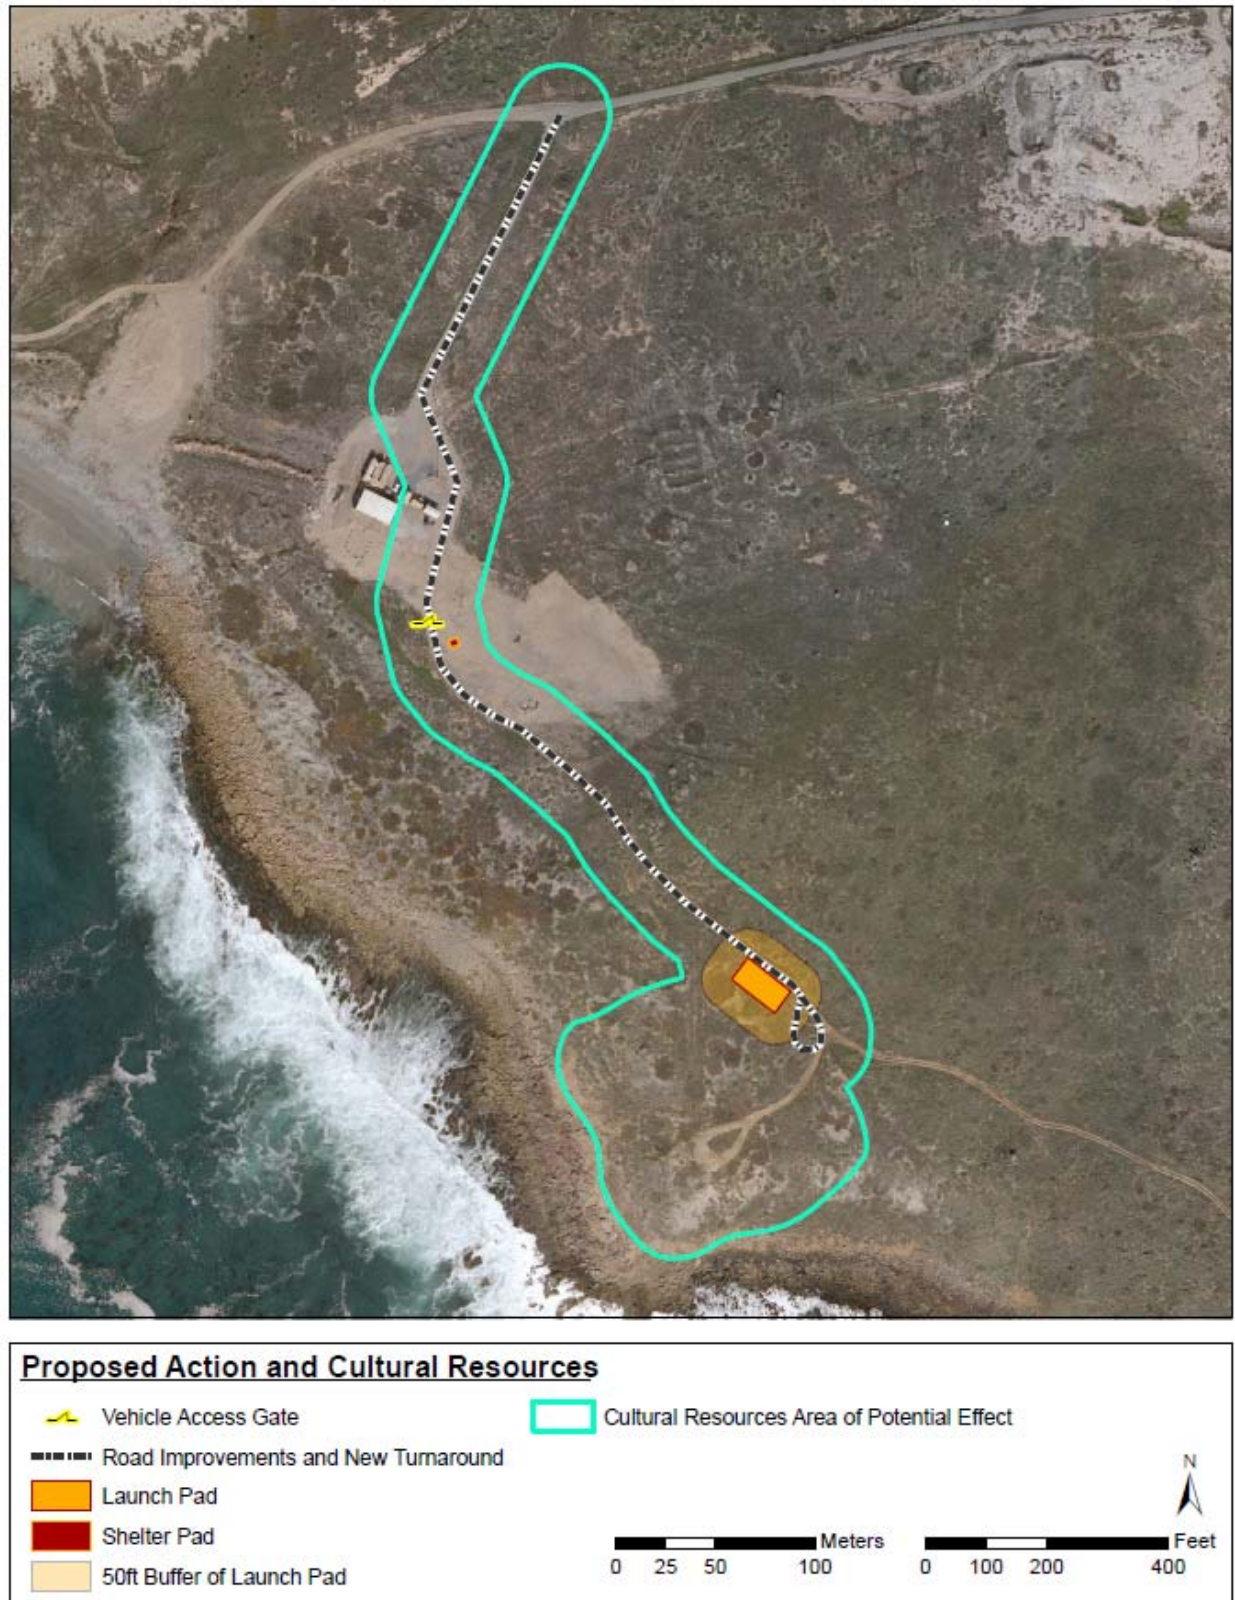 Proposed Action and Cultural Resources
Vehicle Access Gate
Road Improvements and New Turnaround
Launch Pad
Shelter Pad
50ft Buffer of Launch Pad
Cultural Resources Area of Potential Effect
N
Meters
0 25 50 100
Feet
0 100 200 400